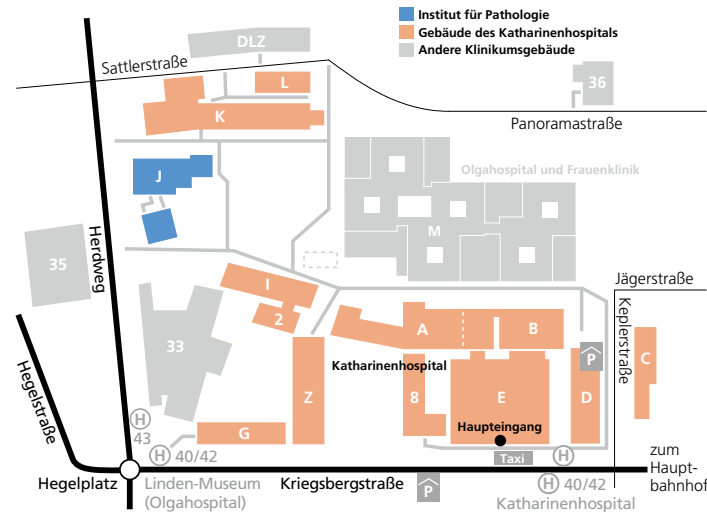 Institut für Pathologie
Gebäude des Katharinenhospitals
Andere Klinikumsgebäude
DLZ
Sattlerstraße
L
36
K
Panoramastraße
Olgahospital und Frauenklinik
J
M
35
Herdweg
I
Jägerstraße
2
33
A
B
Keplerstraße
P
C
Katharinenhospital
Hegelstraße
Z
8
E
D
Haupteingang
H
43
G
H 40/42
Taxi
H
zum
Haupt-
bahnhof
Hegelplatz
Linden-Museum
(Olgahospital)
Kriegsbergstraße
P
H 40/42
Katharinenhospital